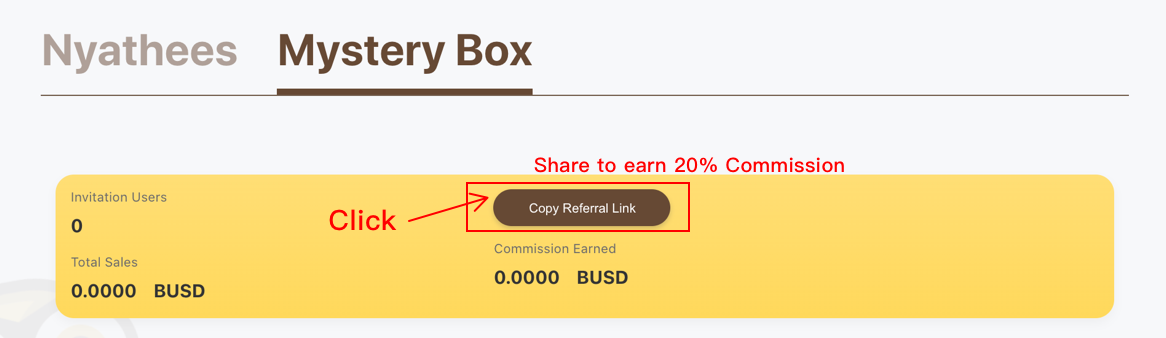 Nyathees Mystery Box
Share to earn 20% Commission
Invitation Users
0
Click
Copy Referral Link
Total Sales
0.0000 BUSD
Commission Earned
0.0000 BUSD